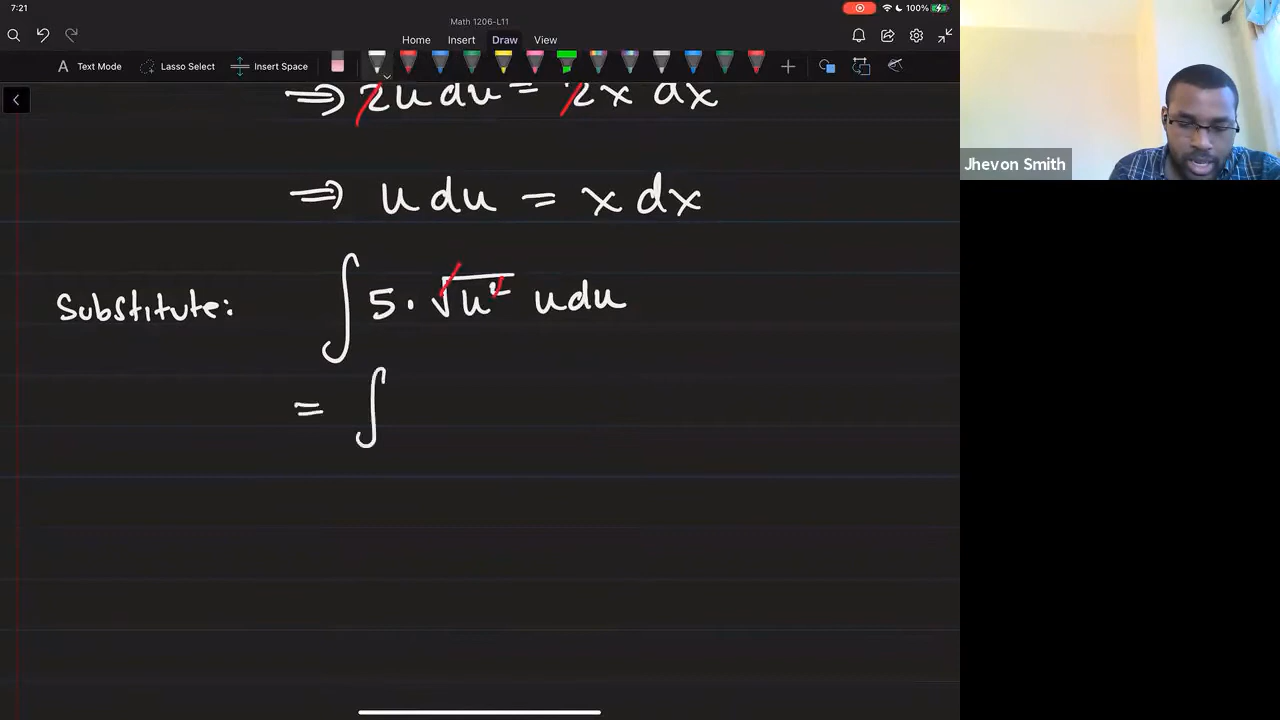 7:21
100%
Math 1206-L11
Home Insert Draw View
Text Mode Lasso Select Insert Space
⟹ 2u du = 2x dx
⟹ u du = x dx
Substitute: ∫ 5 · √u² u du
= ∫
Jhevon Smith